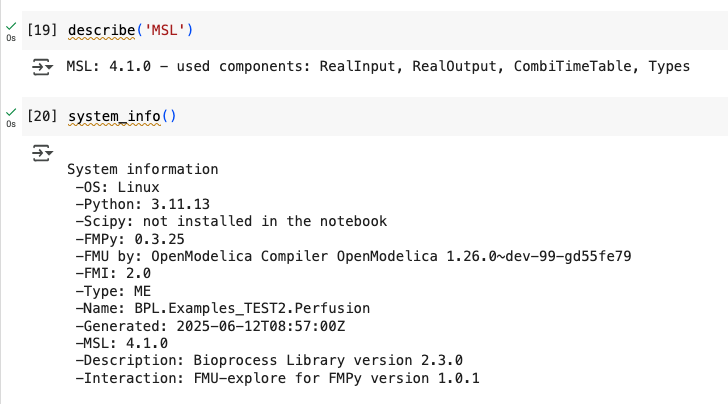 [19] describe('MSL')
0s
MSL: 4.1.0 - used components: RealInput, RealOutput, CombiTimeTable, Types
[20] system_info()
0s
System information
-OS: Linux
-Python: 3.11.13
-Scipy: not installed in the notebook
-FMPy: 0.3.25
-FMU by: OpenModelica Compiler OpenModelica 1.26.0~dev-99-gd55fe79
-FMI: 2.0
-Type: ME
-Name: BPL.Examples_TEST2.Perfusion
-Generated: 2025-06-12T08:57:00Z
-MSL: 4.1.0
-Description: Bioprocess Library version 2.3.0
-Interaction: FMU-explore for FMPy version 1.0.1